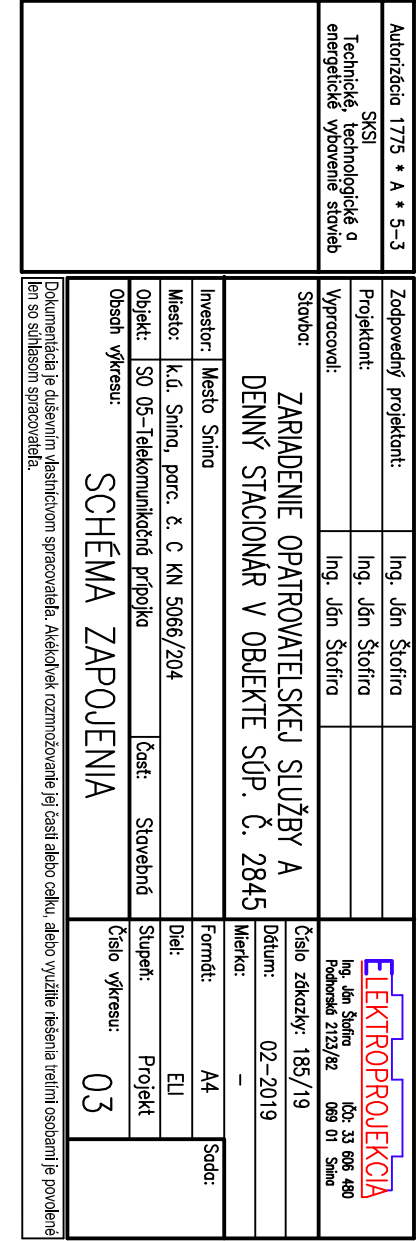 Autorizácia 1775 * A * 5-3
SKSI
Technické, technologické a
energetické vybavenie stavieb
Zodpovedný projektant: Ing. Ján Štofira
Projektant: Ing. Ján Štofira
Vypracoval: Ing. Ján Štofira
ELEKTROPROJEKCIA
Ing. Ján Štofira IČO: 33 606 480
Podhorská 2123/82 069 01 Snina
Stavba: ZARIADENIE OPATROVATELSKEJ SLUŽBY A
DENNÝ STACIONÁR V OBJEKTE SÚP. Č. 2845
Číslo zákazky: 185/19
Dátum: 02-2019
Mierka: -
Investor: Mesto Snina
Formát: A4
Sada:
Miesto: k.ú. Snina, parc. č. C KN 5066/204
Diel: ELI
Objekt: SO 05-Telekomunikačná prípojka
Časť: Stavebná
Stupeň: Projekt
Obsah výkresu: SCHÉMA ZAPOJENIA
Číslo výkresu: 03
Dokumentácia je duševním vlastníctvom spracovateľa. Akékoľvek rozmnožovanie jej časti alebo celku, alebo využitie riešenia tretími osobami je povolené
len so súhlasom spracovateľa.